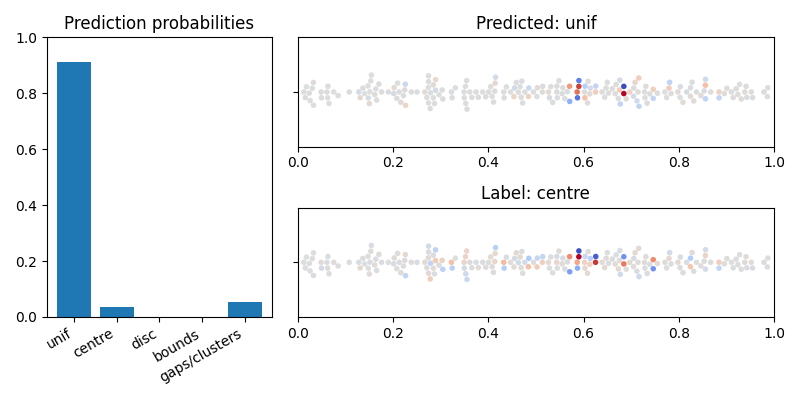 Prediction probabilities
1.0
0.8
0.6
0.4
0.2
0.0
unif
centre
disc
bounds
gaps/clusters
Predicted: unif
0.0 0.2 0.4 0.6 0.8 1.0
Label: centre
0.0 0.2 0.4 0.6 0.8 1.0